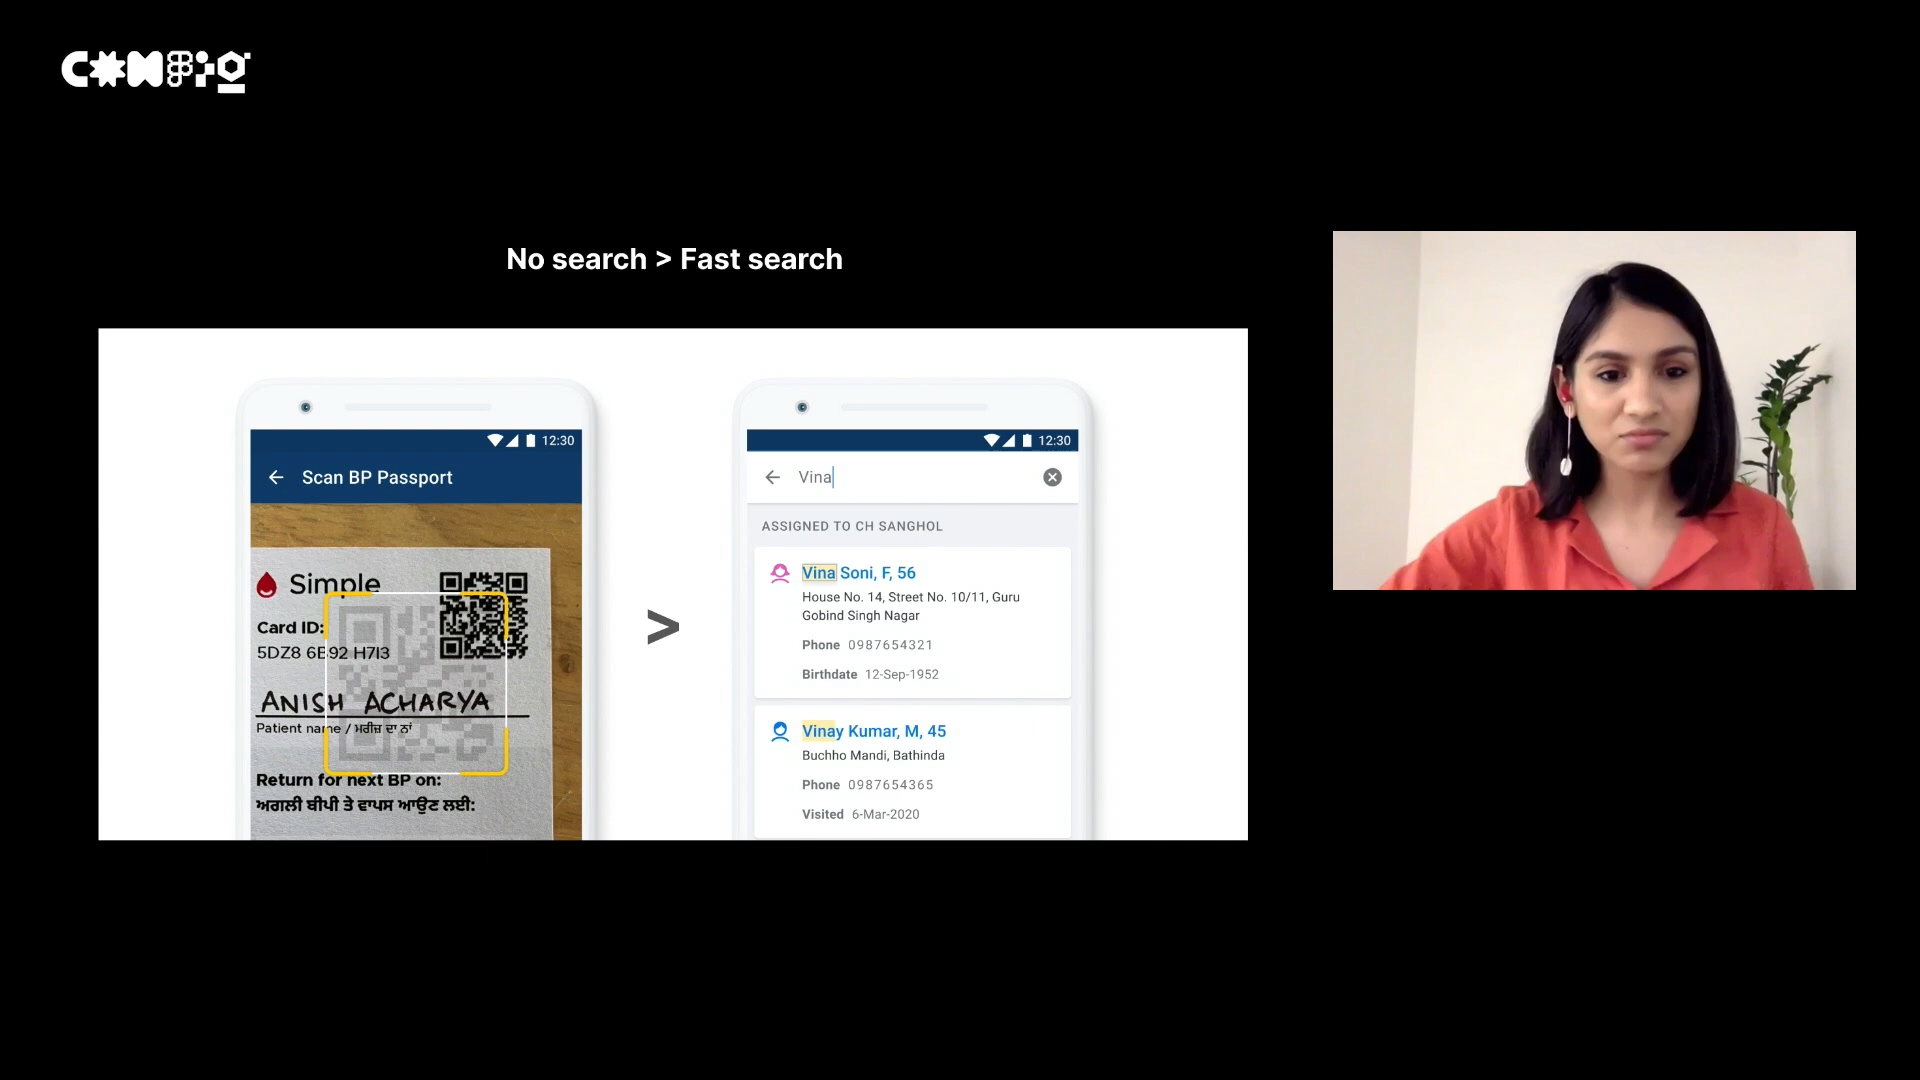 CONFIG
No search > Fast search
12:30
Scan BP Passport
Simple
Card ID:
5DZ8 6E92 H7I3
ANISH ACHARYA
Patient name / ਮਰੀਜ਼ ਦਾ ਨਾਂ
Return for next BP on:
ਅਗਲੀ ਬੀਪੀ ਤੇ ਵਾਪਸ ਆਉਣ ਲਈ:
>
12:30
Vina
ASSIGNED TO CH SANGHOL
Vina Soni, F, 56
House No. 14, Street No. 10/11, Guru
Gobind Singh Nagar
Phone 0987654321
Birthdate 12-Sep-1952
Vinay Kumar, M, 45
Buchho Mandi, Bathinda
Phone 0987654365
Visited 6-Mar-2020